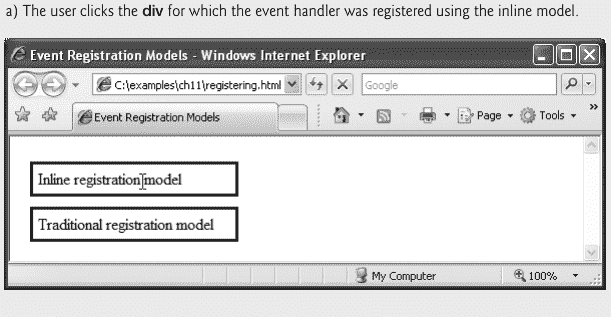 a) The user clicks the div for which the event handler was registered using the inline model.
Event Registration Models - Windows Internet Explorer
C:\examples\ch11\registering.html
Google
Event Registration Models
Page
Tools
Inline registration model
Traditional registration model
My Computer
100%